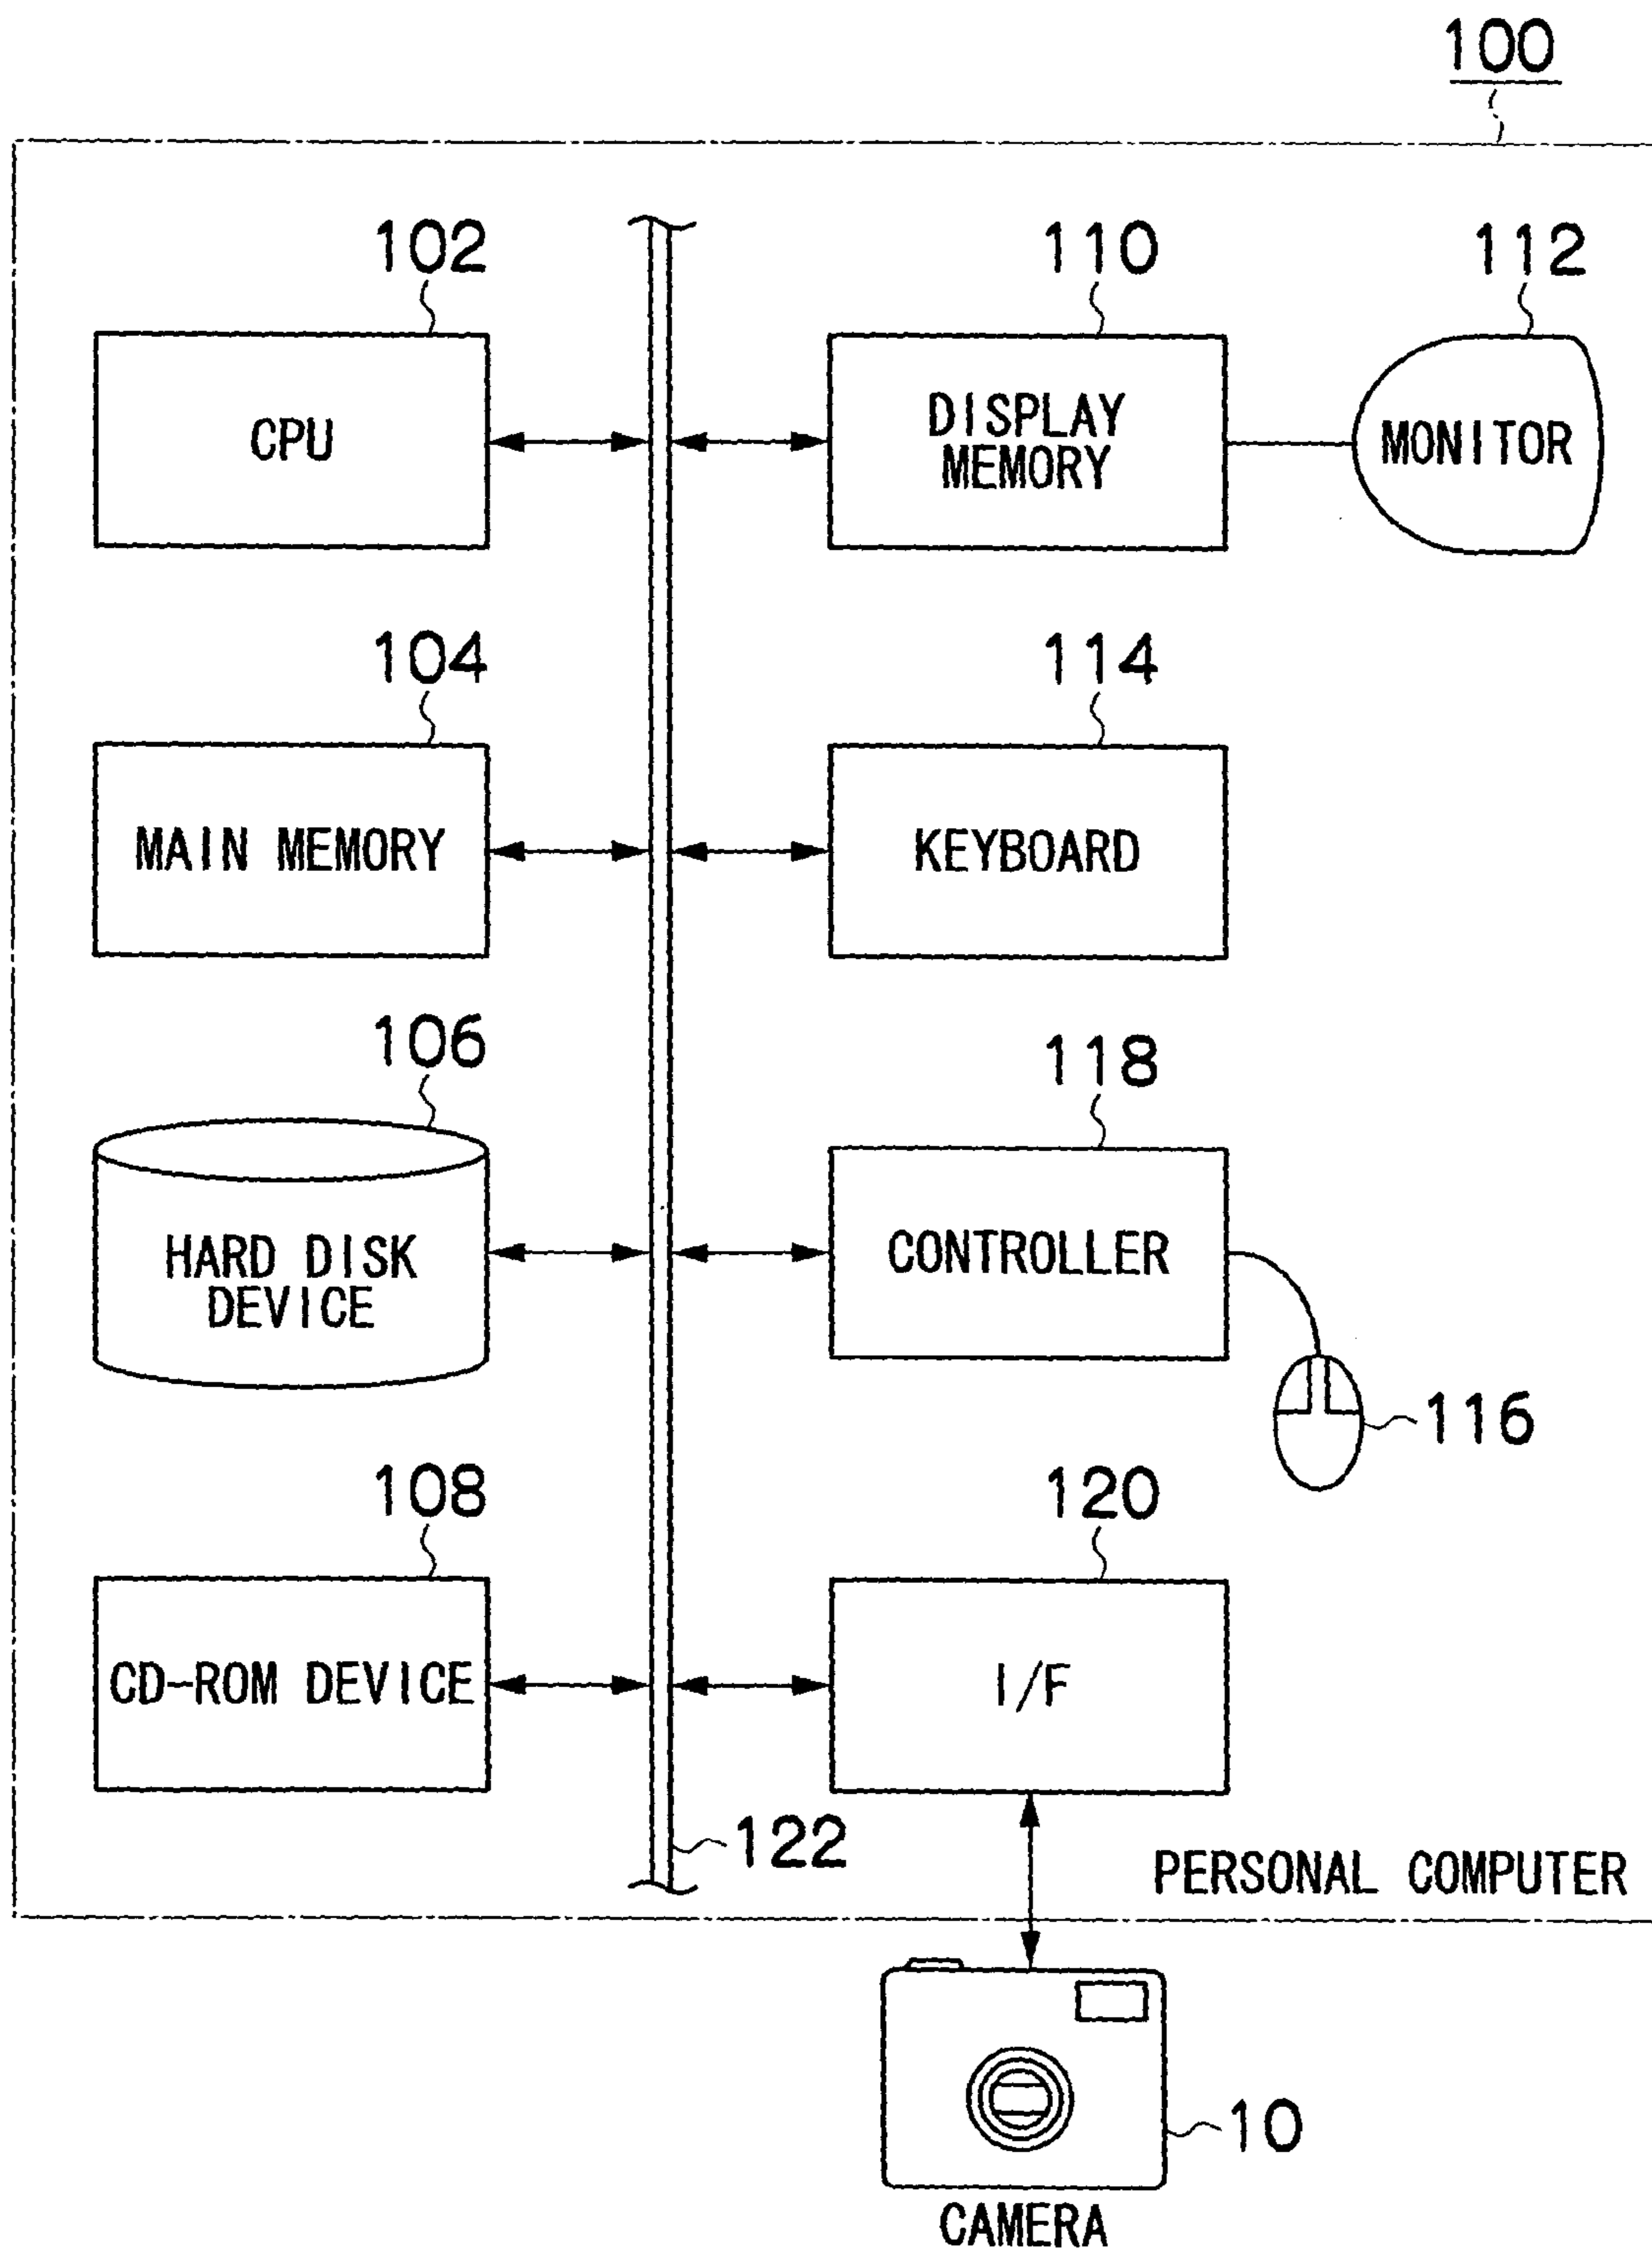 100
102
110
112
CPU
DISPLAY
MEMORY
MONITOR
104
114
MAIN MEMORY
KEYBOARD
106
118
HARD DISK
DEVICE
CONTROLLER
116
108
120
CD-ROM DEVICE
I/F
122
PERSONAL COMPUTER
10
CAMERA